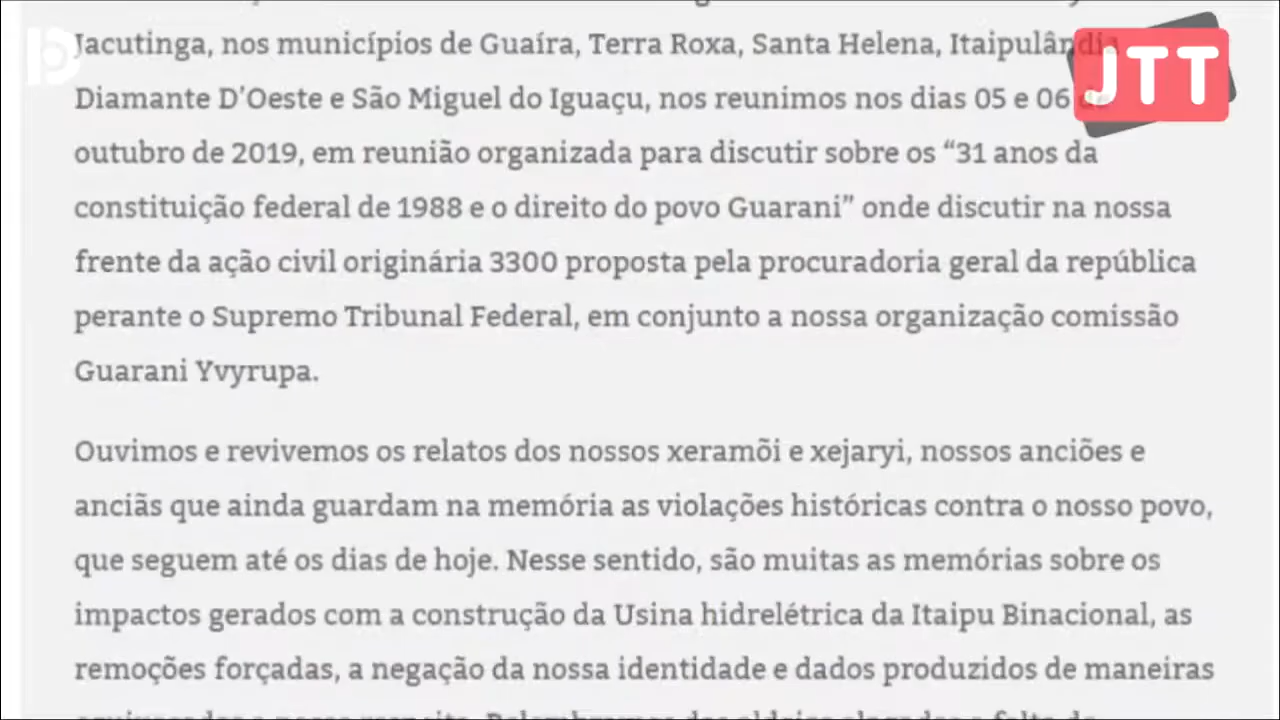 Jacutinga, nos municípios de Guaíra, Terra Roxa, Santa Helena, Itaipulândia
JTT
Diamante D'Oeste e São Miguel do Iguaçu, nos reunimos nos dias 05 e 06 de
outubro de 2019, em reunião organizada para discutir sobre os “31 anos da
constituição federal de 1988 e o direito do povo Guarani” onde discutir na nossa
frente da ação civil originária 3300 proposta pela procuradoria geral da república
perante o Supremo Tribunal Federal, em conjunto a nossa organização comissão
Guarani Yvyrupa.
Ouvimos e revivemos os relatos dos nossos xeramõi e xejaryi, nossos anciões e
anciãs que ainda guardam na memória as violações históricas contra o nosso povo,
que seguem até os dias de hoje. Nesse sentido, são muitas as memórias sobre os
impactos gerados com a construção da Usina hidrelétrica da Itaipu Binacional, as
remoções forçadas, a negação da nossa identidade e dados produzidos de maneiras